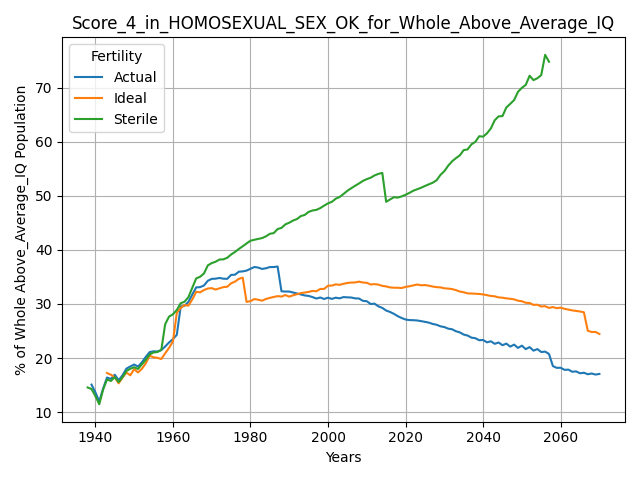 Score_4_in_HOMOSEXUAL_SEX_OK_for_Whole_Above_Average_IQ
Fertility
Actual
Ideal
Sterile
% of Whole Above_Average_IQ Population
70
60
50
40
30
20
10
1940 1960 1980 2000 2020 2040 2060
Years